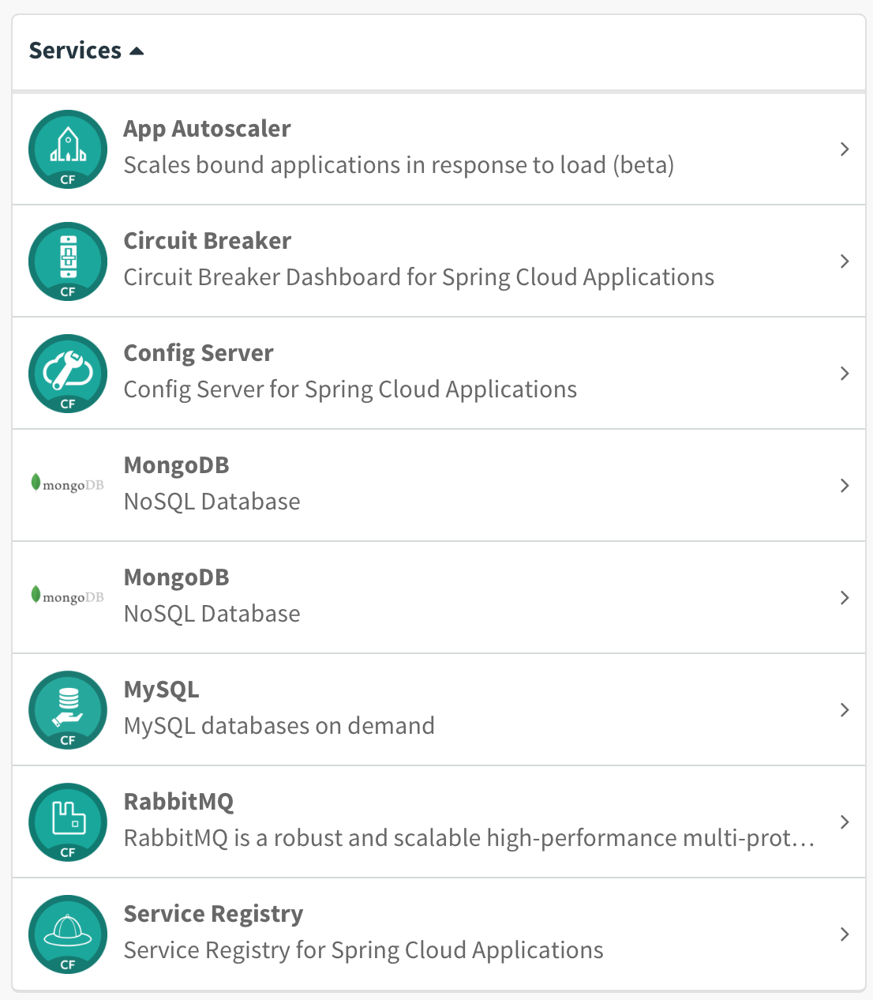 Services
App Autoscaler
Scales bound applications in response to load (beta)
CF
Circuit Breaker
Circuit Breaker Dashboard for Spring Cloud Applications
CF
Config Server
Config Server for Spring Cloud Applications
CF
MongoDB
mongoDB
NoSQL Database
MongoDB
mongoDB
NoSQL Database
MySQL
MySQL databases on demand
CF
RabbitMQ
RabbitMQ is a robust and scalable high-performance multi-prot...
CF
Service Registry
Service Registry for Spring Cloud Applications
CF